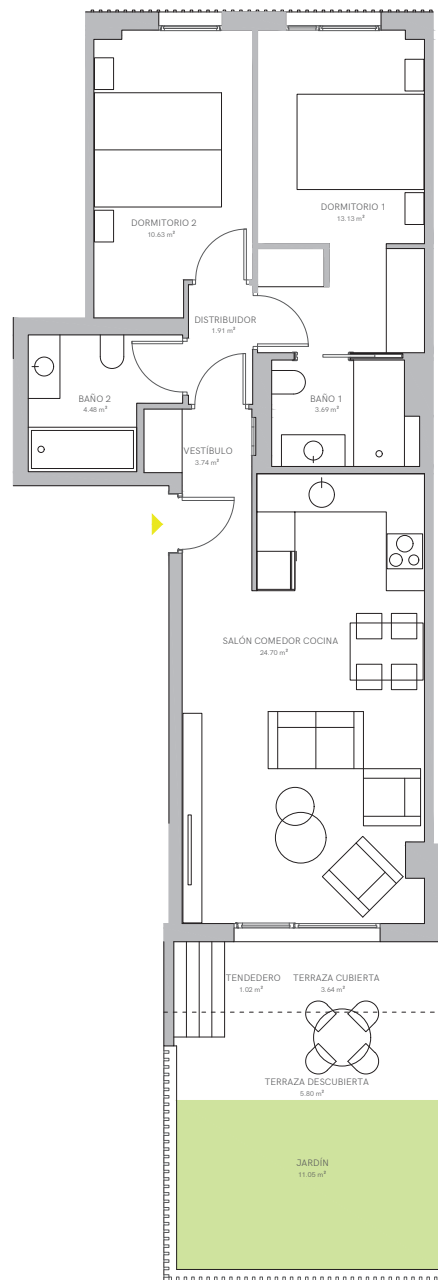 DORMITORIO 1
13.13 m²
DORMITORIO 2
10.63 m²
DISTRIBUIDOR
1.91 m²
BAÑO 2
4.48 m²
BAÑO 1
3.69 m²
VESTÍBULO
3.74 m²
SALÓN COMEDOR COCINA
24.70 m²
TENDEDERO
1.02 m²
TERRAZA CUBIERTA
3.64 m²
TERRAZA DESCUBIERTA
5.80 m²
JARDÍN
11.05 m²